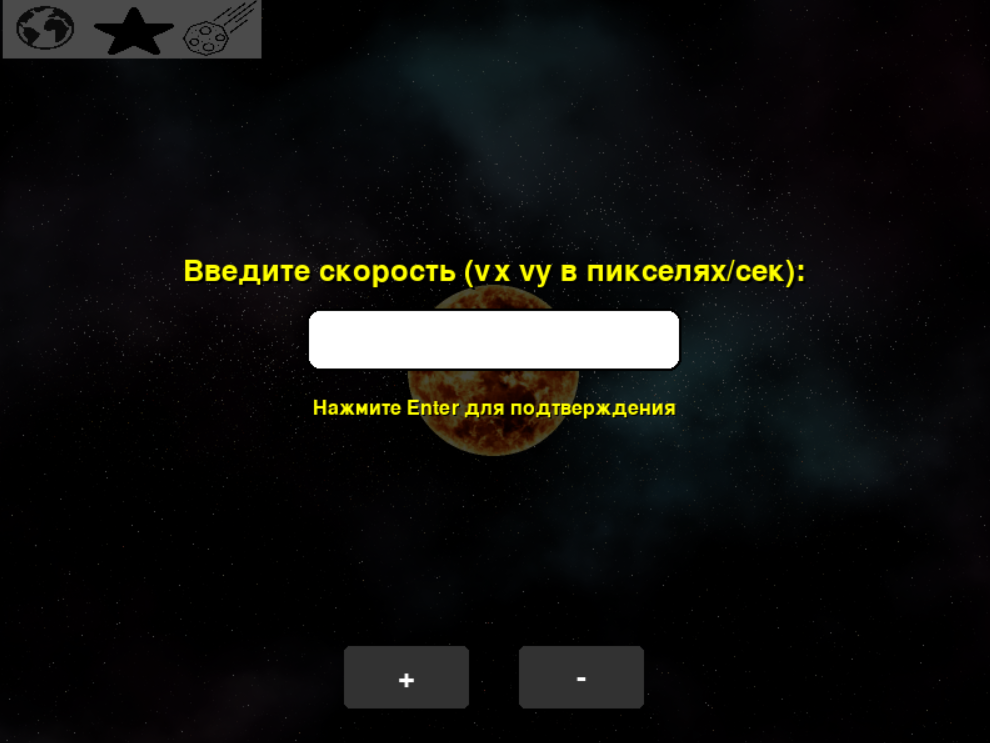 Введите скорость (vx vy в пикселях/сек):
Нажмите Enter для подтверждения
+ -